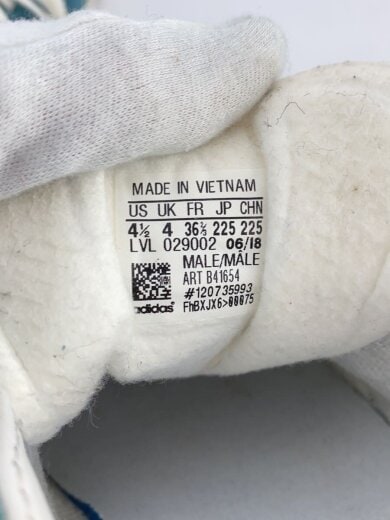 MADE IN VIETNAM
US UK FR JP CHN
4½ 4 36⅔ 225 225
LVL 029002 06/18
MALE/MÂLE
ART B41654
#120735993
adidas FhBXJX6>00075